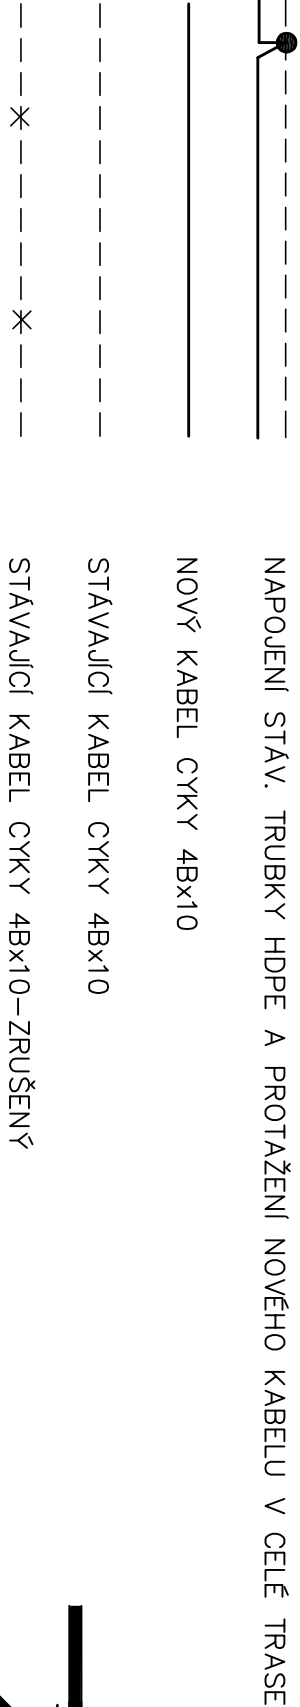 NAPOJENÍ STÁV. TRUBKY HDPE A PROTAŽENÍ NOVÉHO KABELU V CELÉ TRASE
NOVÝ KABEL CYKY 4Bx10
STÁVAJÍCÍ KABEL CYKY 4Bx10
STÁVAJÍCÍ KABEL CYKY 4Bx10-ZRUŠENÝ